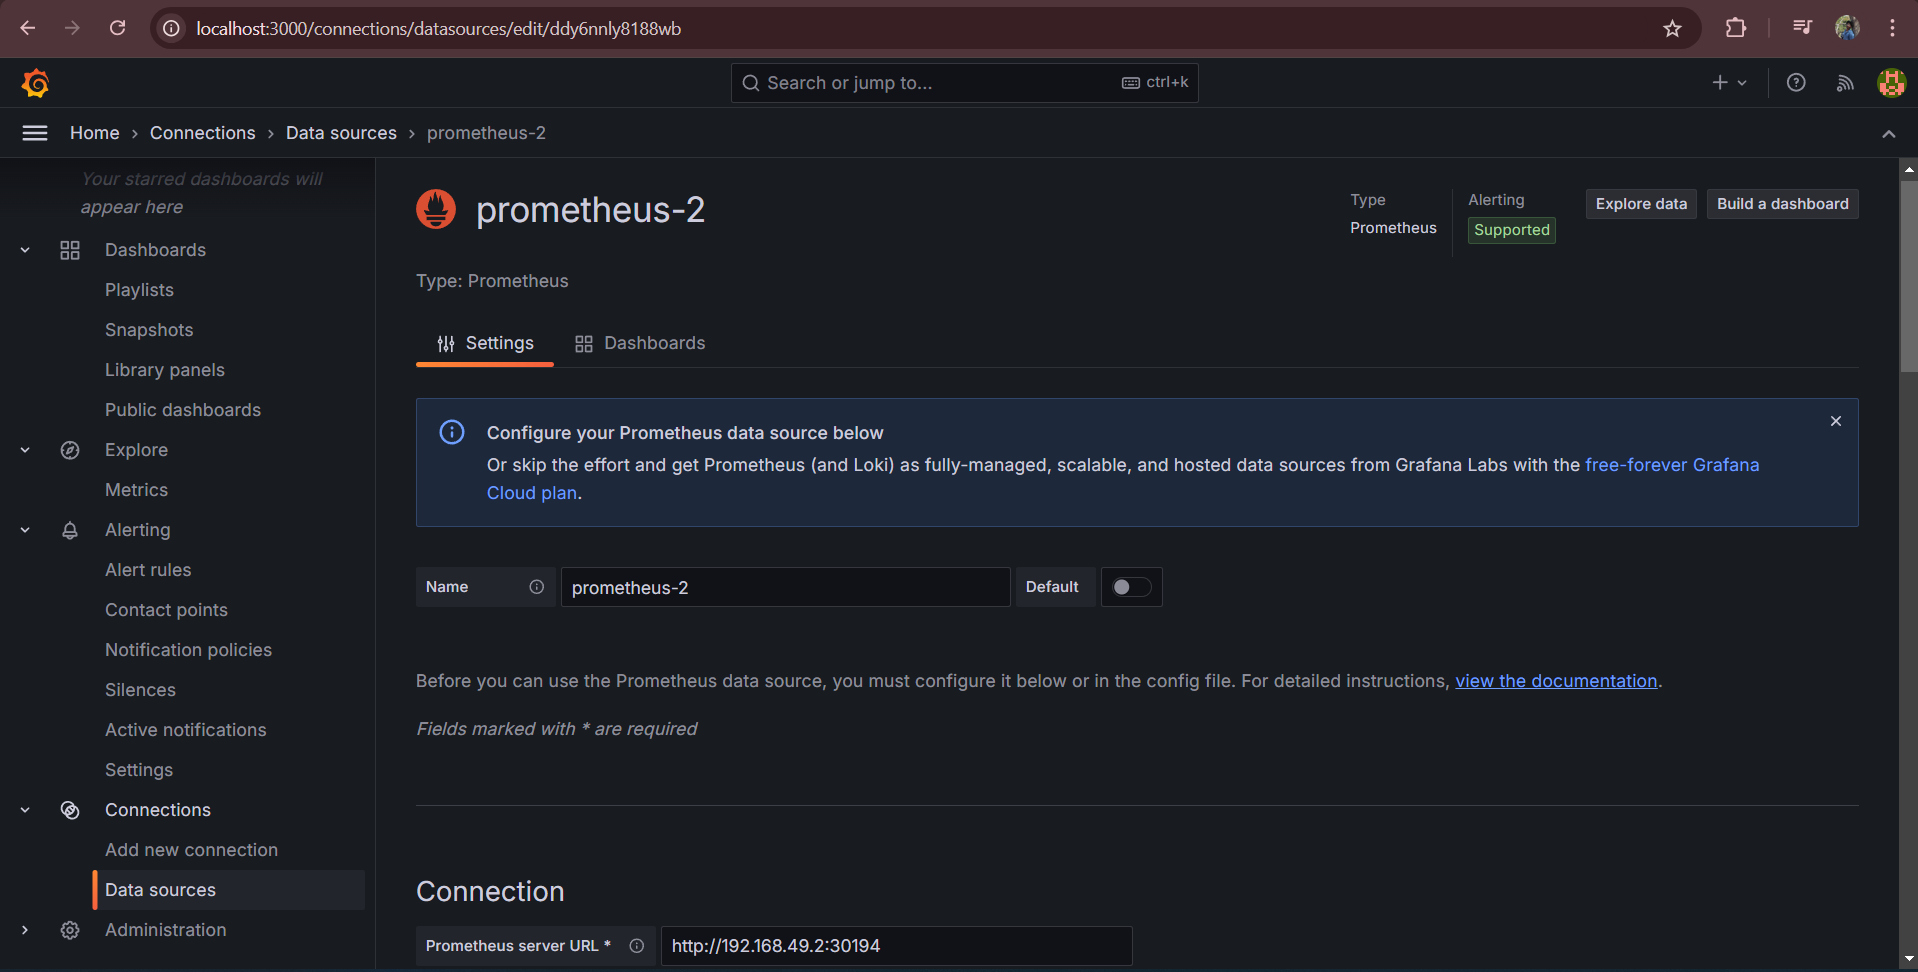 localhost:3000/connections/datasources/edit/ddy6nnly8188wb
Search or jump to...
ctrl+k
Home
Connections
Data sources
prometheus-2
Your starred dashboards will
appear here
Dashboards
Playlists
Snapshots
Library panels
Public dashboards
Explore
Metrics
Alerting
Alert rules
Contact points
Notification policies
Silences
Active notifications
Settings
Connections
Add new connection
Data sources
Administration
prometheus-2
Type
Prometheus
Alerting
Supported
Explore data
Build a dashboard
Type: Prometheus
Settings
Dashboards
Configure your Prometheus data source below
Or skip the effort and get Prometheus (and Loki) as fully-managed, scalable, and hosted data sources from Grafana Labs with the free-forever Grafana
Cloud plan.
Name
prometheus-2
Default
Before you can use the Prometheus data source, you must configure it below or in the config file. For detailed instructions, view the documentation.
Fields marked with * are required
Connection
Prometheus server URL *
http://192.168.49.2:30194